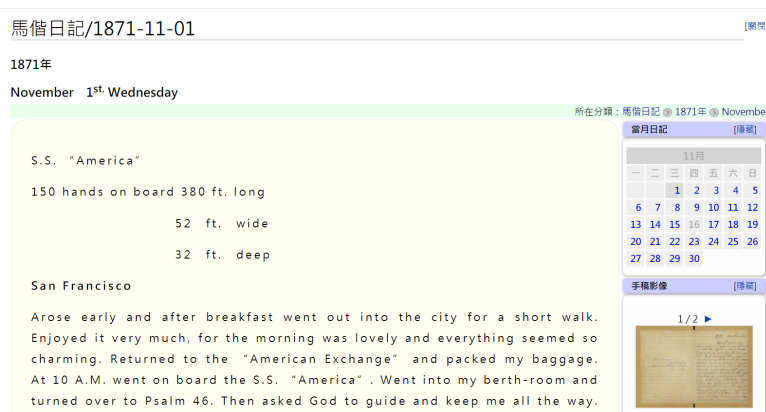 馬偕日記/1871-11-01
[關閉
1871年
November 1st. Wednesday
所在分類：馬偕日記 > 1871年 > Novembe
S.S. “America”
150 hands on board 380 ft. long
52 ft. wide
32 ft. deep
San Francisco
Arose early and after breakfast went out into the city for a short walk.
Enjoyed it very much, for the morning was lovely and everything seemed so
charming. Returned to the “American Exchange” and packed my baggage.
At 10 A.M. went on board the S.S. “America”. Went into my berth-room and
turned over to Psalm 46. Then asked God to guide and keep me all the way.
當月日記 [隱藏]
11月
一 二 三 四 五 六 日
1 2 3 4 5
6 7 8 9 10 11 12
13 14 15 16 17 18 19
20 21 22 23 24 25 26
27 28 29 30
手稿影像 [隱藏]
1/2 ►